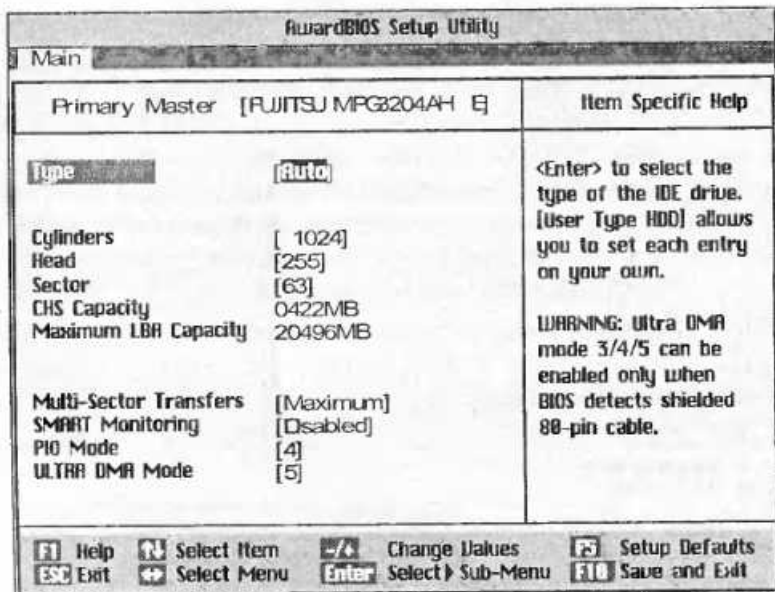 AwardBIOS Setup Utility
Main
Primary Master [FUJITSU MPG3204AH E]
Item Specific Help
Type [Auto]
Cylinders [ 1024]
Head [255]
Sector [63]
CHS Capacity 0422MB
Maximum LBA Capacity 20496MB
Multi-Sector Transfers [Maximum]
SMART Monitoring [Disabled]
PIO Mode [4]
ULTRA DMA Mode [5]
<Enter> to select the
type of the IDE drive.
[User Type HDD] allows
you to set each entry
on your own.
WARNING: Ultra DMA
mode 3/4/5 can be
enabled only when
BIOS detects shielded
80-pin cable.
F1 Help ↑↓ Select Item -/+ Change Values F5 Setup Defaults
ESC Exit ↔ Select Menu Enter Select ▶ Sub-Menu F10 Save and Exit